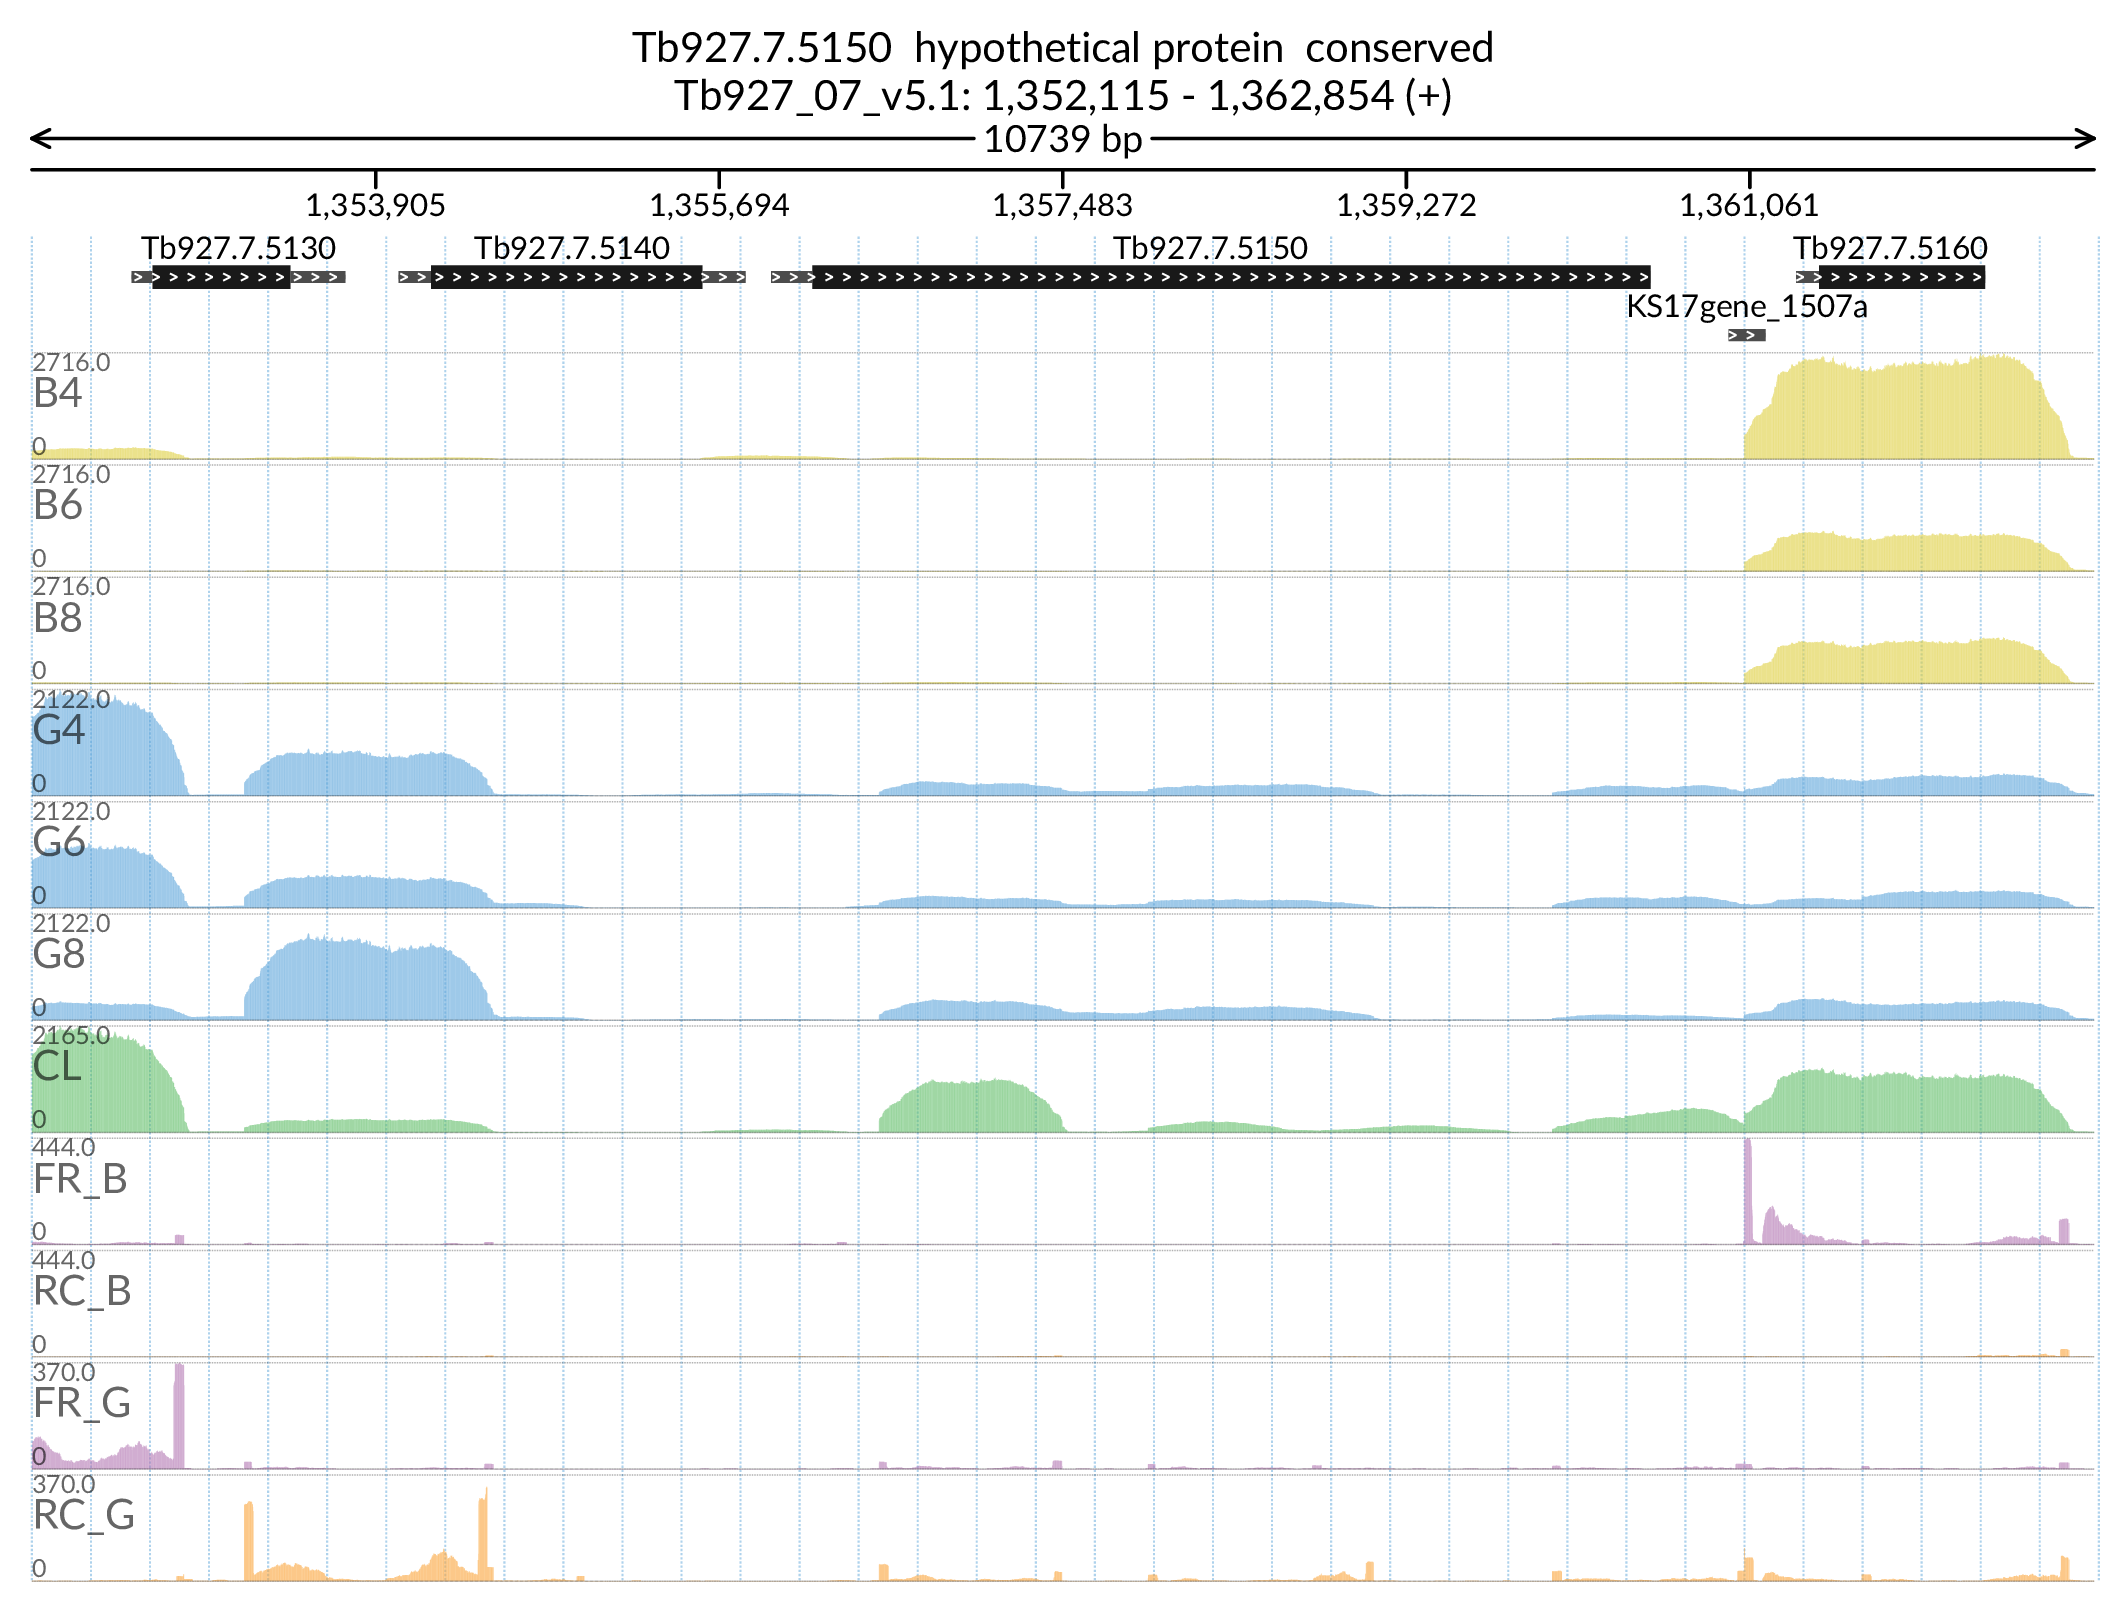 Tb927.7.5150  hypothetical protein  conserved
Tb927_07_v5.1: 1,352,115 - 1,362,854 (+)
10739 bp
1,353,905 1,355,694 1,357,483 1,359,272 1,361,061
Tb927.7.5130 Tb927.7.5140 Tb927.7.5150 Tb927.7.5160
KS17gene_1507a
2716.0
B4
0
2716.0
B6
0
2716.0
B8
0
2122.0
G4
0
2122.0
G6
0
2122.0
G8
0
2165.0
CL
0
444.0
FR_B
0
444.0
RC_B
0
370.0
FR_G
0
370.0
RC_G
0